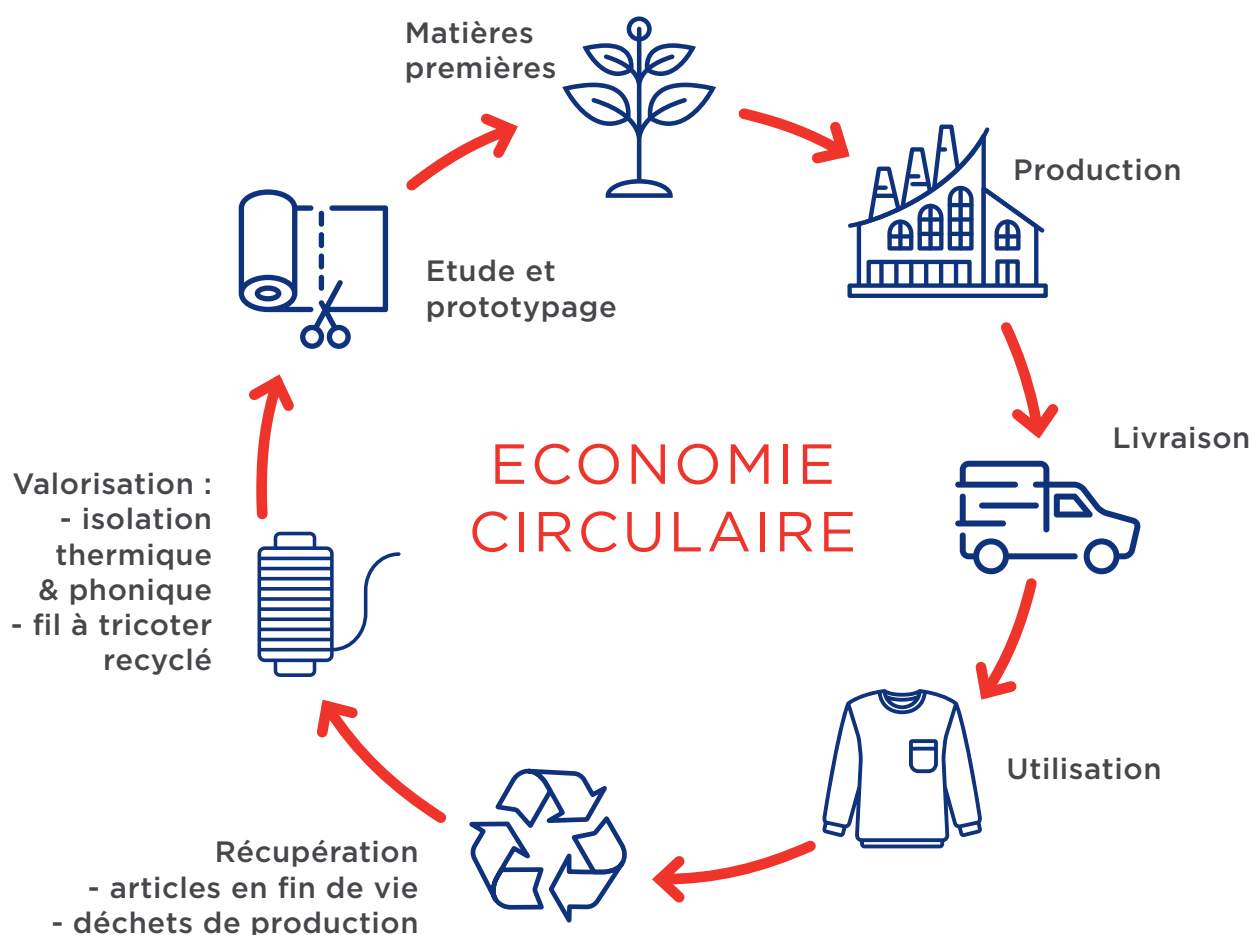 Matières
premières
Production
Etude et
prototypage
Livraison
ECONOMIE
CIRCULAIRE
Valorisation :
- isolation
thermique
& phonique
- fil à tricoter
recyclé
Utilisation
Récupération
- articles en fin de vie
- déchets de production